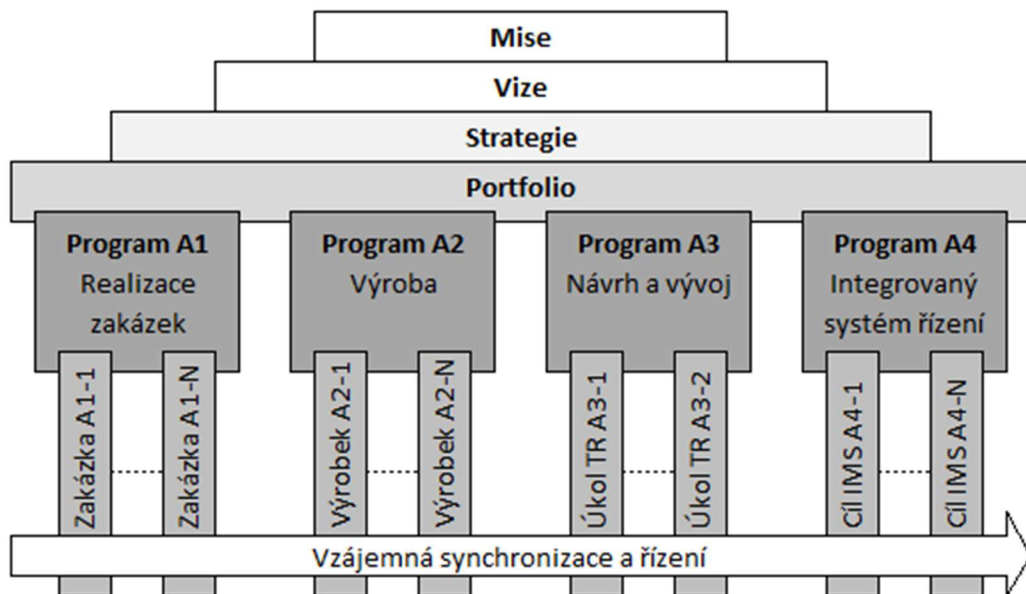 Mise
Vize
Strategie
Portfolio
Program A1
Realizace
zakázek
Program A2
Výroba
Program A3
Návrh a vývoj
Program A4
Integrovaný
systém řízení
Zakázka A1-1
Zakázka A1-N
Výrobek A2-1
Výrobek A2-N
Úkol TR A3-1
Úkol TR A3-2
Cíl IMS A4-1
Cíl IMS A4-N
Vzájemná synchronizace a řízení